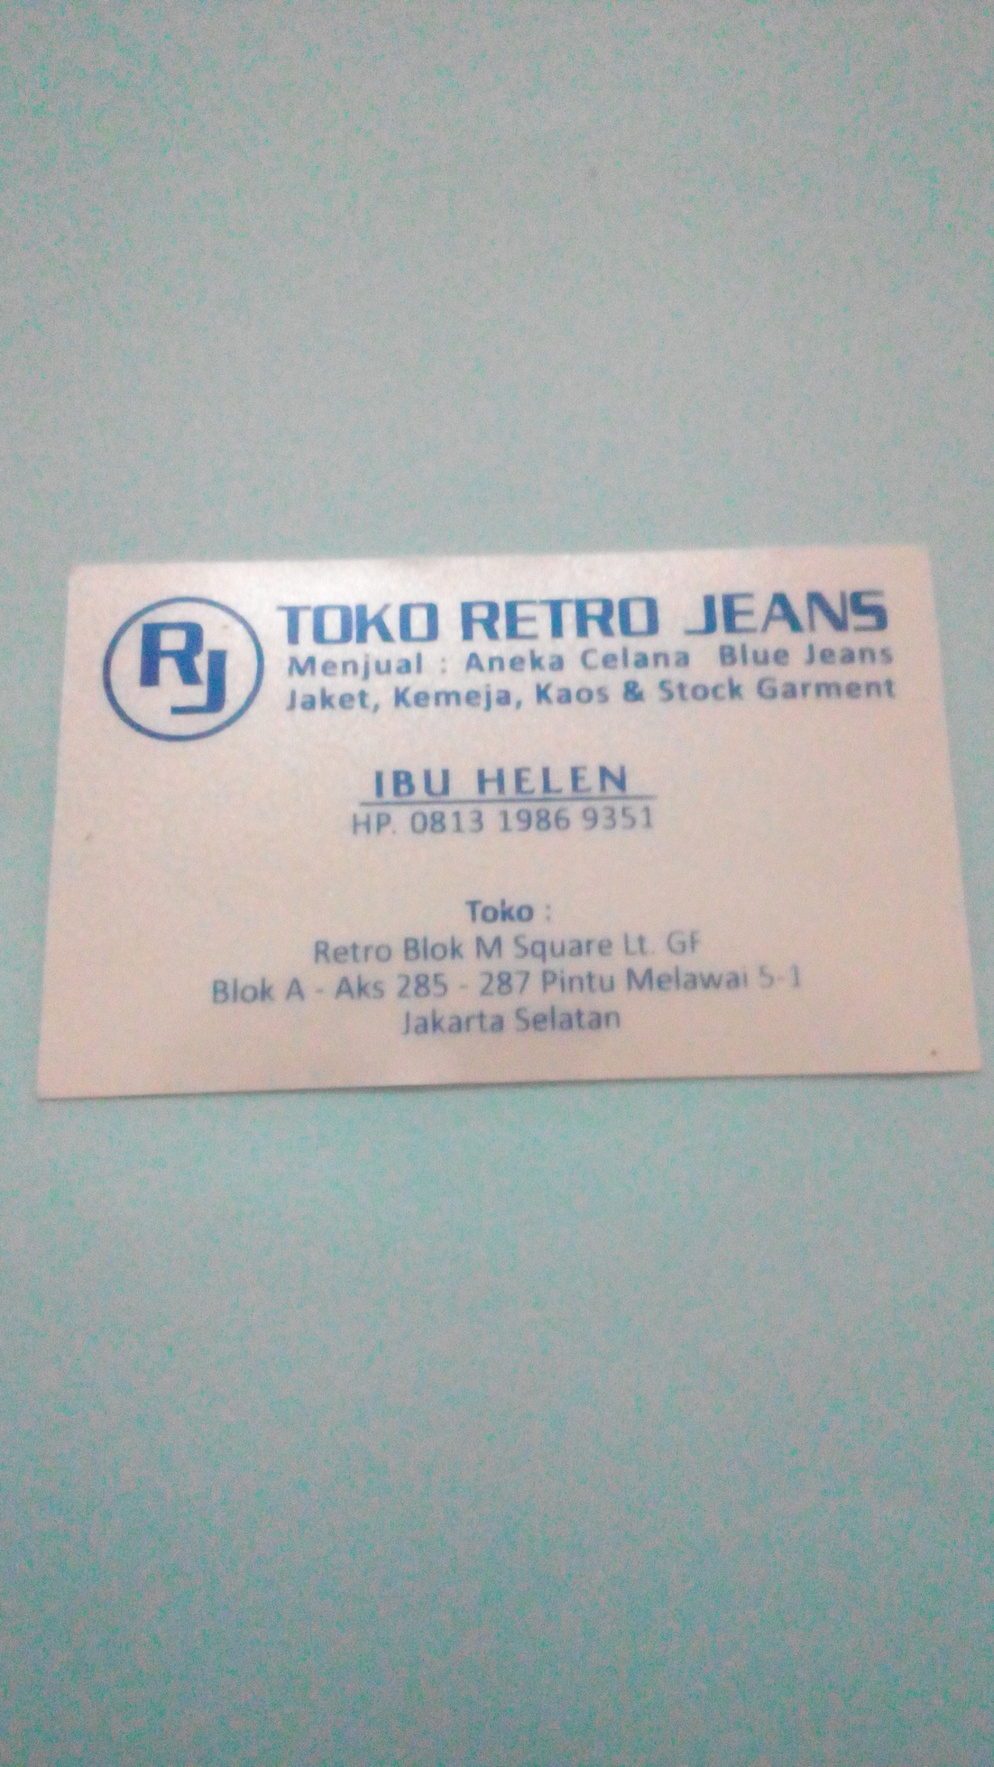 RJ
TOKO RETRO JEANS
Menjual : Aneka Celana Blue Jeans
Jaket, Kemeja, Kaos & Stock Garment
IBU HELEN
HP. 0813 1986 9351
Toko :
Retro Blok M Square Lt. GF
Blok A - Aks 285 - 287 Pintu Melawai 5-1
Jakarta Selatan